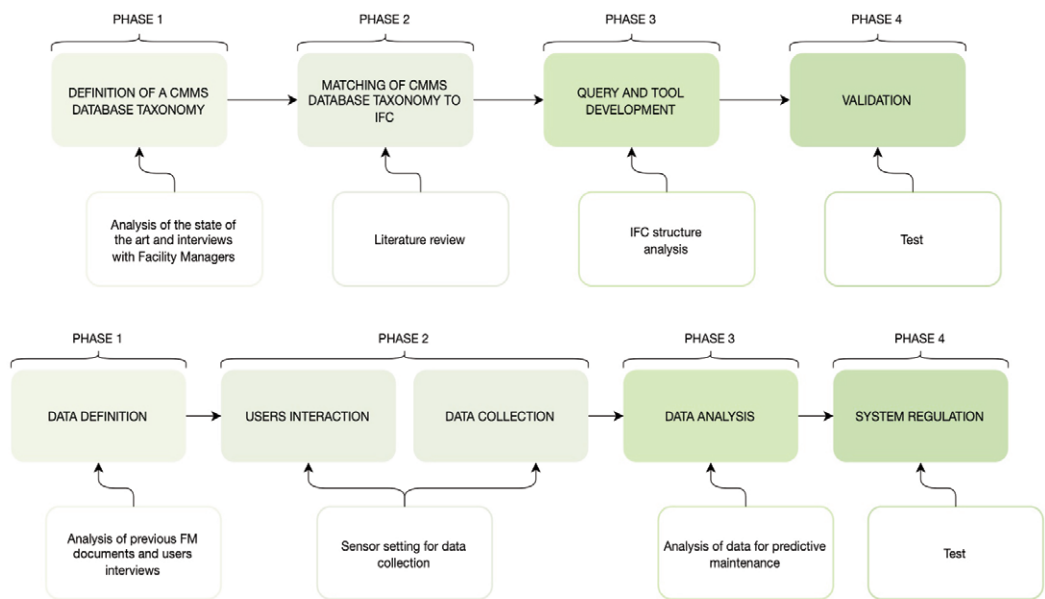 PHASE 1
PHASE 2
PHASE 3
PHASE 4
DEFINITION OF A CMMS
DATABASE TAXONOMY
MATCHING OF CMMS
DATABASE TAXONOMY TO
IFC
QUERY AND TOOL
DEVELOPMENT
VALIDATION
Analysis of the state of
the art and interviews
with Facility Managers
Literature review
IFC structure
analysis
Test
PHASE 1
PHASE 2
PHASE 3
PHASE 4
DATA DEFINITION
USERS INTERACTION
DATA COLLECTION
DATA ANALYSIS
SYSTEM REGULATION
Analysis of previous FM
documents and users
interviews
Sensor setting for data
collection
Analysis of data for predictive
maintenance
Test